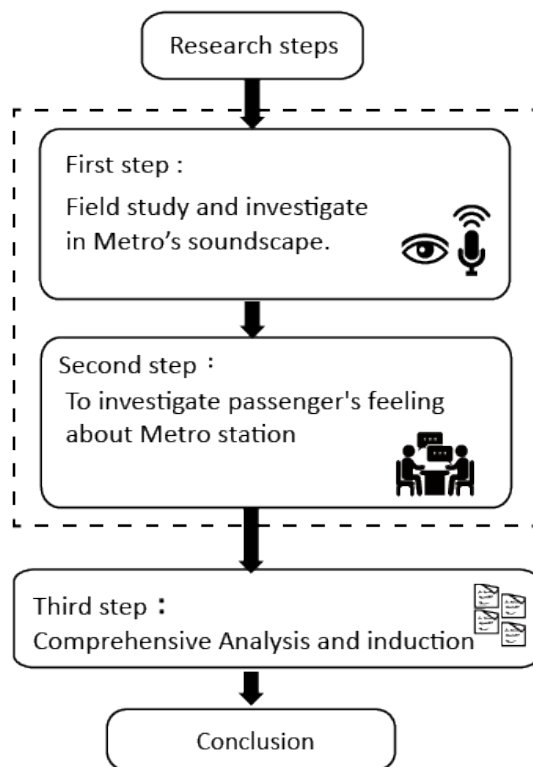 Research steps
First step :
Field study and investigate
in Metro’s soundscape.
Second step：
To investigate passenger's feeling
about Metro station
Third step：
Comprehensive Analysis and induction
Conclusion